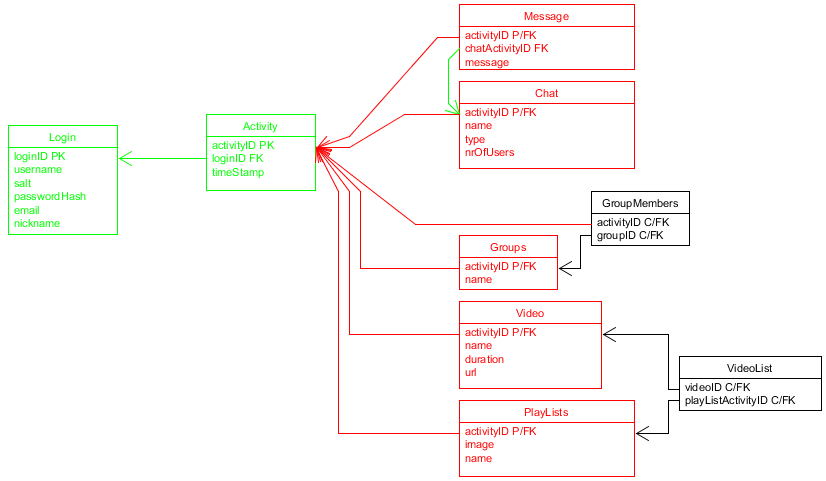 Message
activityID P/FK
chatActivityID FK
message
Chat
activityID P/FK
name
type
nrOfUsers
Login
loginID PK
username
salt
passwordHash
email
nickname
Activity
activityID PK
loginID FK
timeStamp
GroupMembers
activityID C/FK
groupID C/FK
Groups
activityID P/FK
name
Video
activityID P/FK
name
duration
url
VideoList
videoID C/FK
playListActivityID C/FK
PlayLists
activityID P/FK
image
name